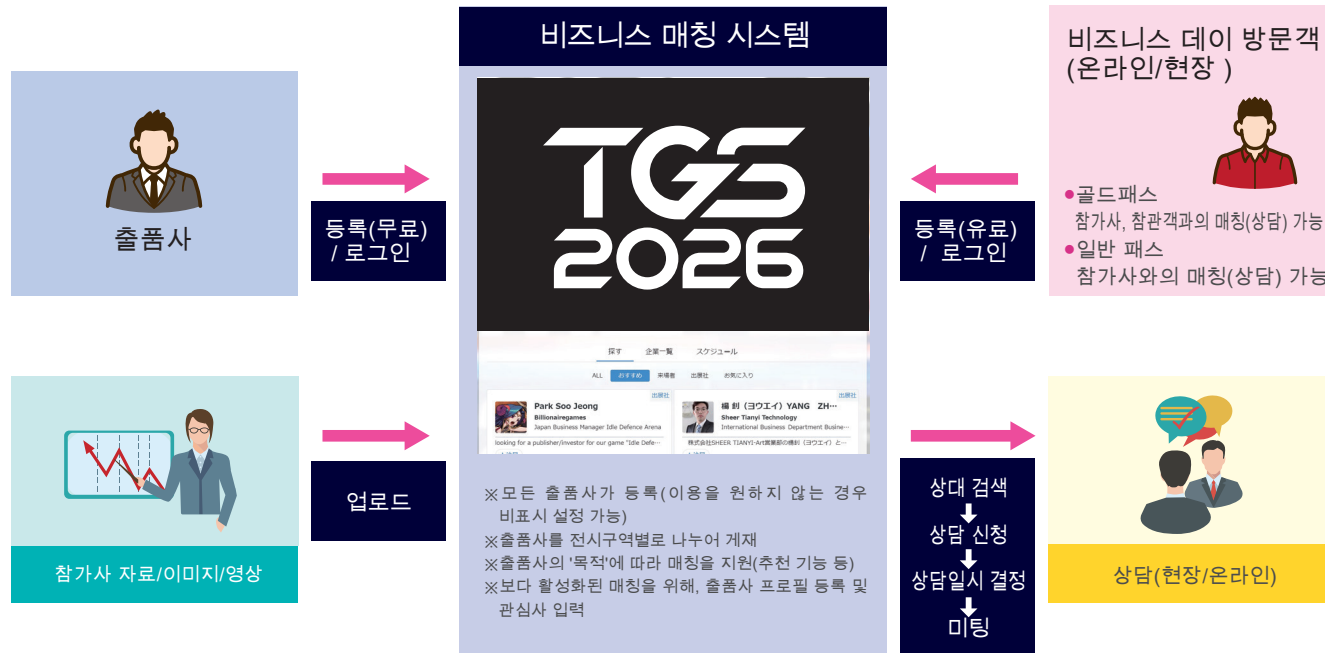 비즈니스 매칭 시스템
출품사
등록(무료)
/ 로그인
TGS
2026
등록(유료)
/ 로그인
비즈니스 데이 방문객
(온라인/현장 )
●골드패스
참가사, 참관객과의 매칭(상담) 가능
●일반 패스
참가사와의 매칭(상담) 가능
探す 企業一覧 スケジュール
ALL おすすめ 来場者 出展社 お気に入り
出展社
Park Soo Jeong
Billionairegames
Japan Business Manager Idle Defence Arena
looking for a publisher/investor for our game "Idle Defe…
出展社
楊 釗（ヨウエイ）YANG ZH…
Sheer Tianyi Technology
International Business Department Busine…
株式会社SHEER TIANYI-Art営業部の楊釗（ヨウエイ）と…
참가사 자료/이미지/영상
업로드
※모든 출품사가 등록(이용을 원하지 않는 경우
비표시 설정 가능)
※출품사를 전시구역별로 나누어 게재
※출품사의 '목적'에 따라 매칭을 지원(추천 기능 등)
※보다 활성화된 매칭을 위해, 출품사 프로필 등록 및
관심사 입력
상대 검색
상담 신청
상담일시 결정
미팅
상담(현장/온라인)